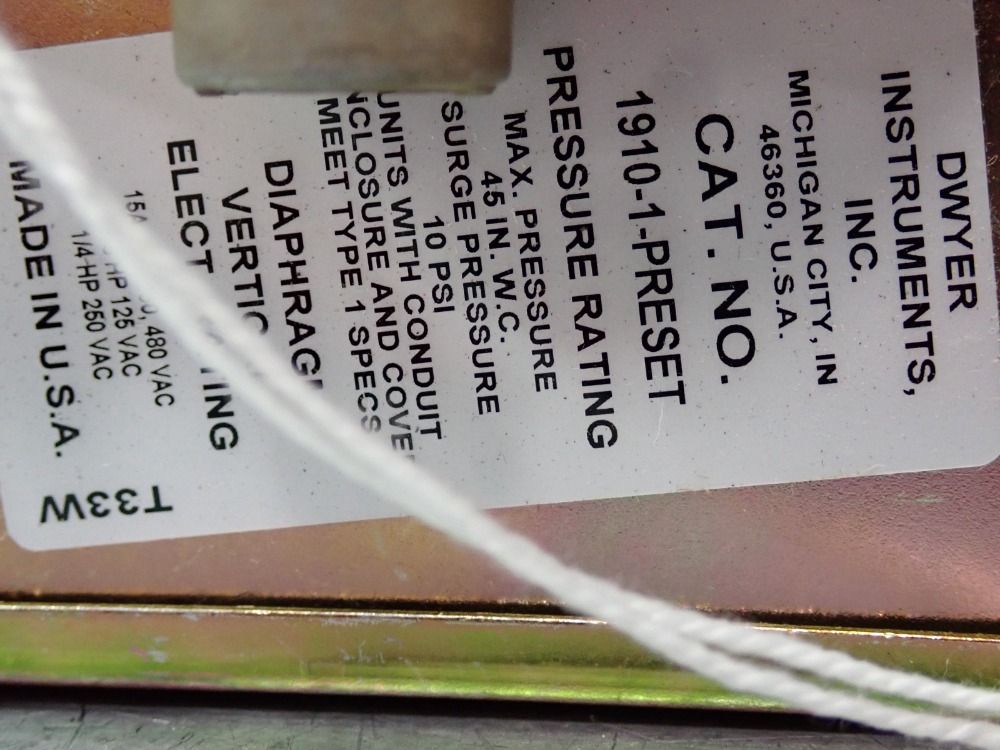 DWYER
INSTRUMENTS,
INC.
MICHIGAN CITY, IN
46360, U.S.A.
CAT. NO.
1910-1-PRESET
PRESSURE RATING
MAX. PRESSURE
45 IN. W.C.
SURGE PRESSURE
10 PSI
UNITS WITH CONDUIT
NCLOSURE AND COVE
MEET TYPE 1 SPECS
DIAPHRAG
VERTIC
ELECT TING
15A 480 VAC
HP 125 VAC
1/4 HP 250 VAC
MADE IN U.S.A.
T33W